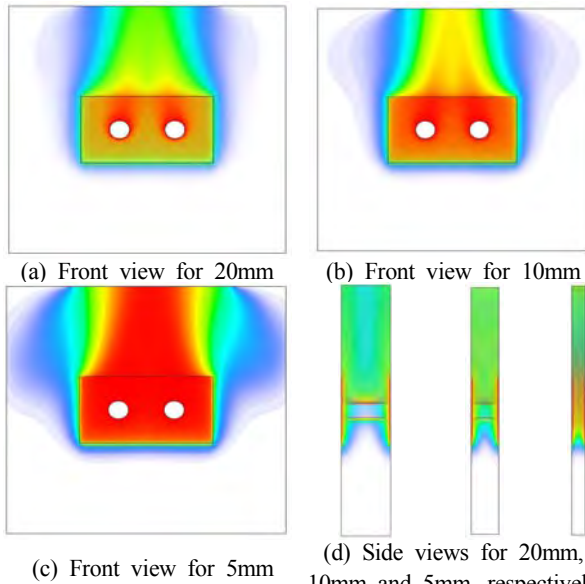 (a) Front view for 20mm
(b) Front view for 10mm
(c) Front view for 5mm
(d) Side views for 20mm,
10mm and 5mm, respectively